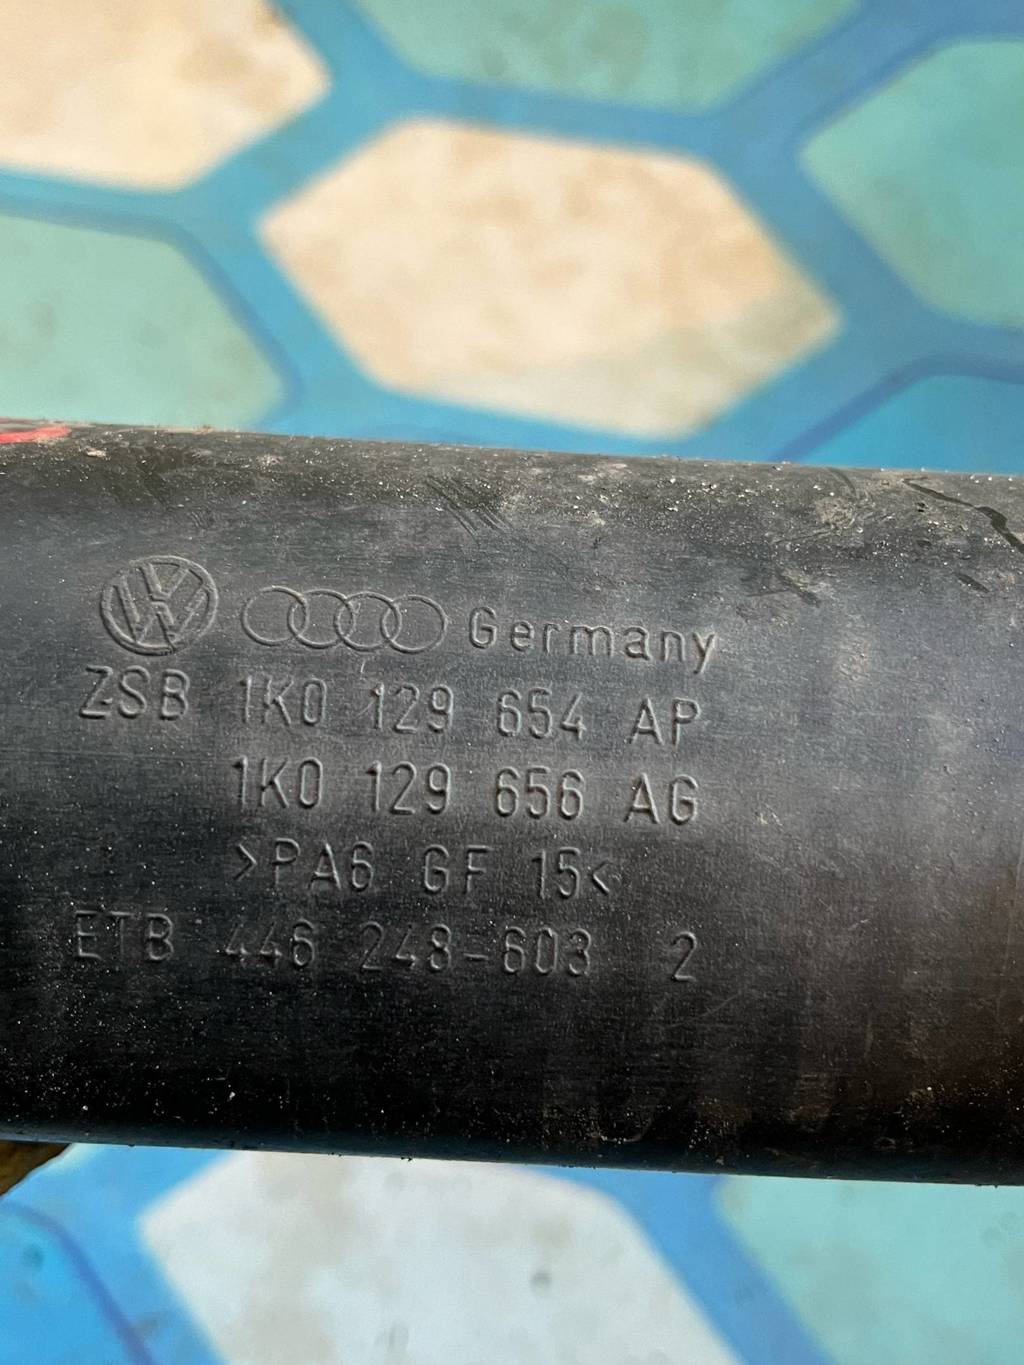 Germany
ZSB 1K0 129 654 AP
1K0 129 656 AG
>PA6 GF 15<
ETB 446 248-603 2